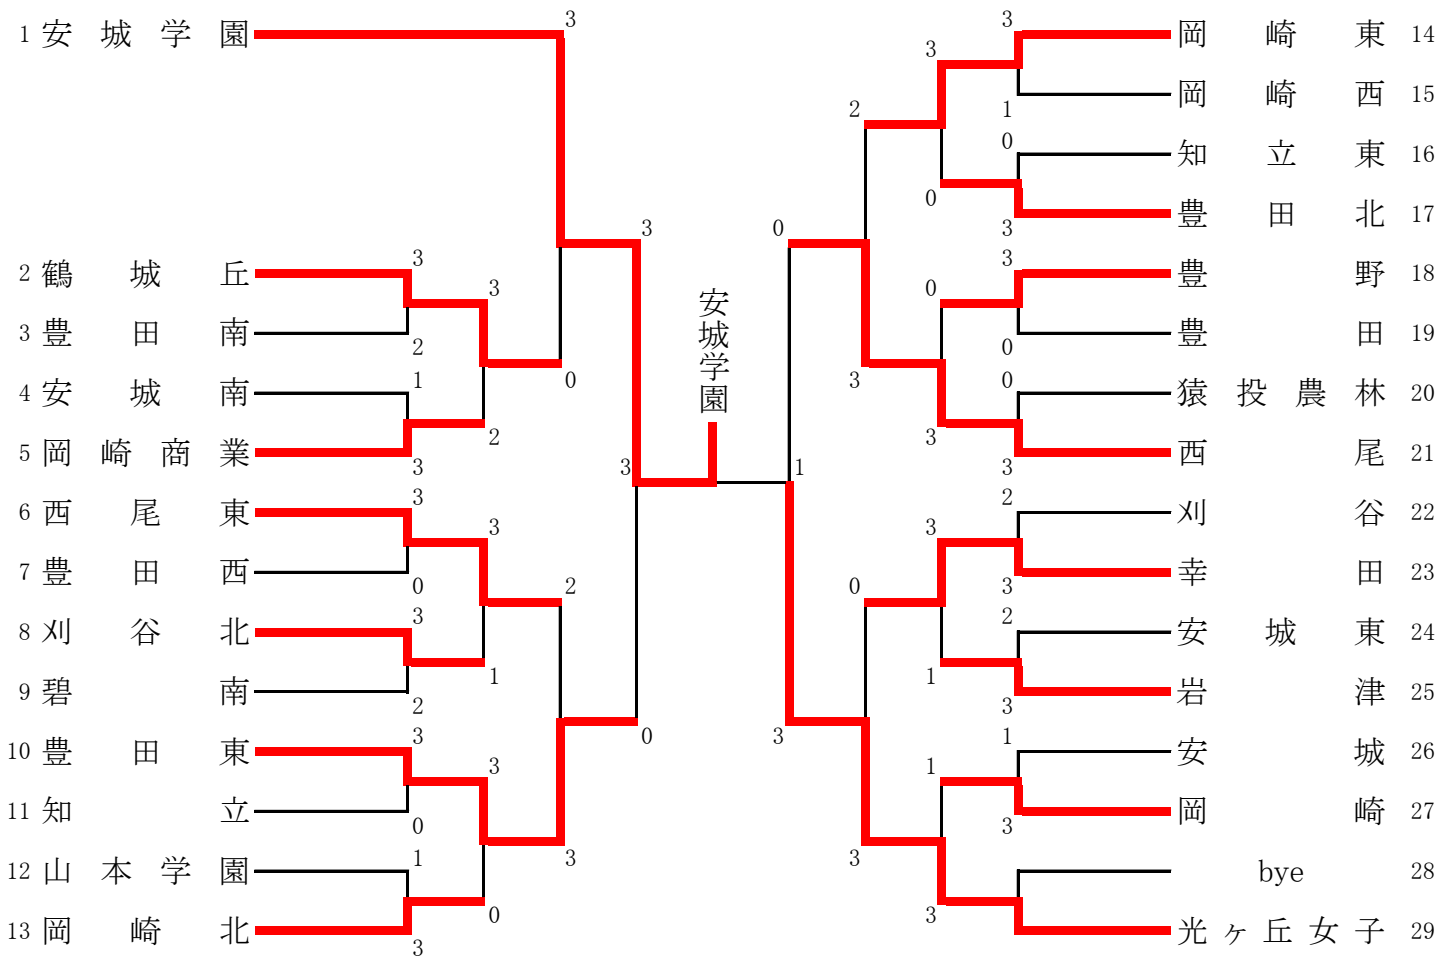 1 安城学園
2 鶴城丘
3 豊田南
4 安城南
5 岡崎商業
6 西尾東
7 豊田西
8 刈谷北
9 碧南
10 豊田東
11 知立
12 山本学園
13 岡崎北
3
3
2
1
3
3
0
3
2
3
0
1
3
3
2
3
1
3
0
0
2
3
3
0
3
安城学園
1
0
3
2
3
0
3
3
0
0
3
3
1
1
3
3
1
0
3
3
0
0
3
2
3
2
3
1
3
岡崎東 14
岡崎西 15
知立東 16
豊田北 17
豊野 18
豊田 19
猿投農林 20
西尾 21
刈谷 22
幸田 23
安城東 24
岩津 25
安城 26
岡崎 27
bye 28
光ヶ丘女子 29